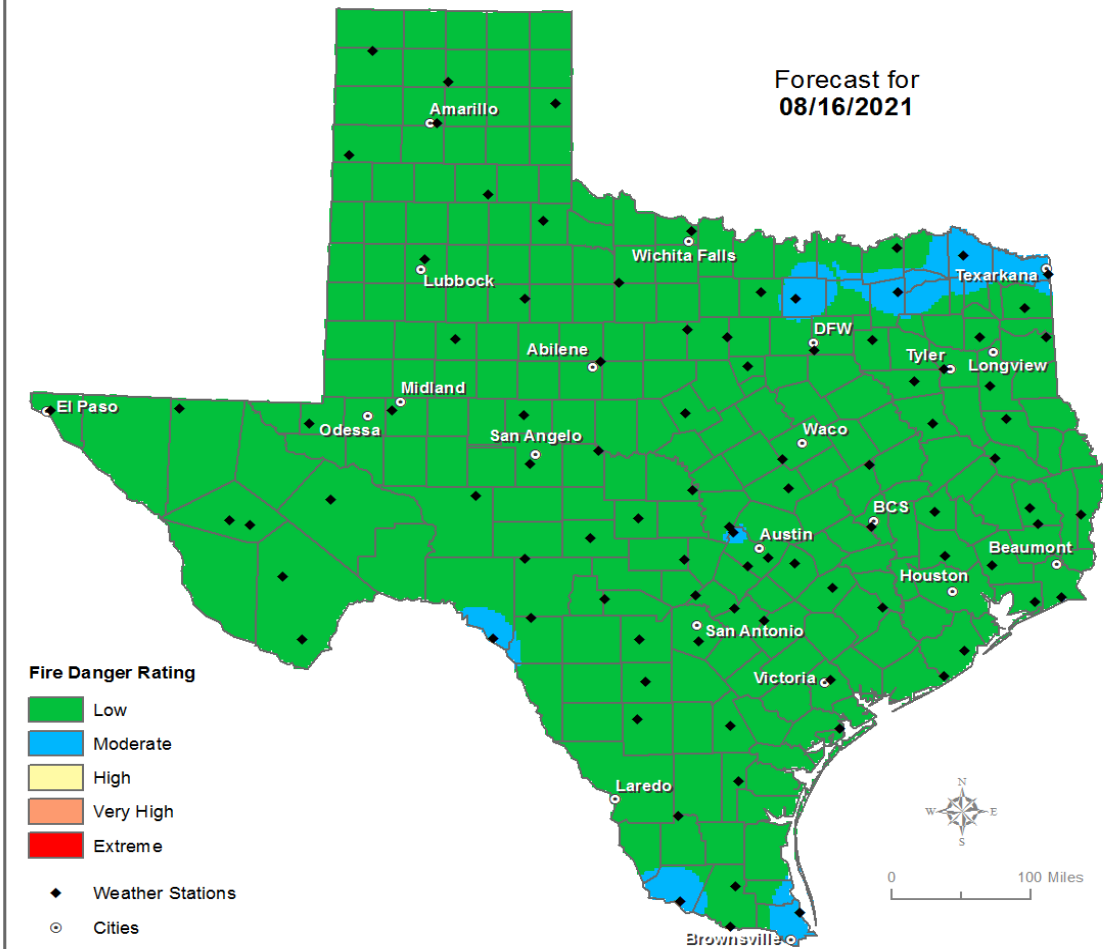 Forecast for
08/16/2021
Amarillo
Wichita Falls
Lubbock
Texarkana
DFW
Abilene
Tyler
Longview
Midland
El Paso
Odessa
San Angelo
Waco
BCS
Austin
Beaumont
Houston
San Antonio
Victoria
Laredo
Brownsville
Fire Danger Rating
Low
Moderate
High
Very High
Extreme
Weather Stations
Cities
N
W E
S
0 100 Miles